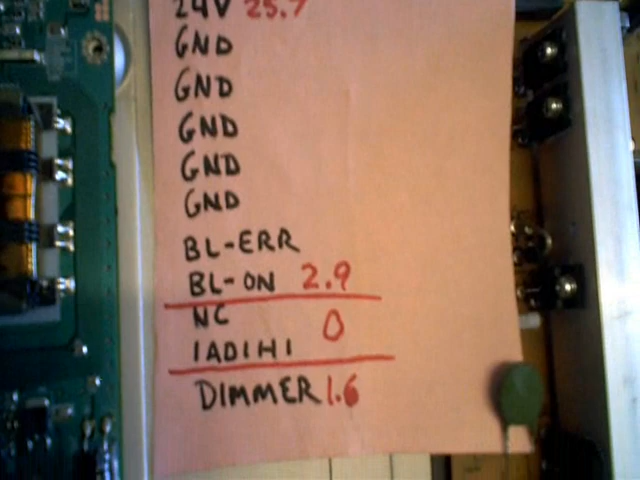 24V 25.7
GND
GND
GND
GND
GND
BL-ERR
BL-ON 2.9
NC 0
IADIHI
DIMMER 1.6